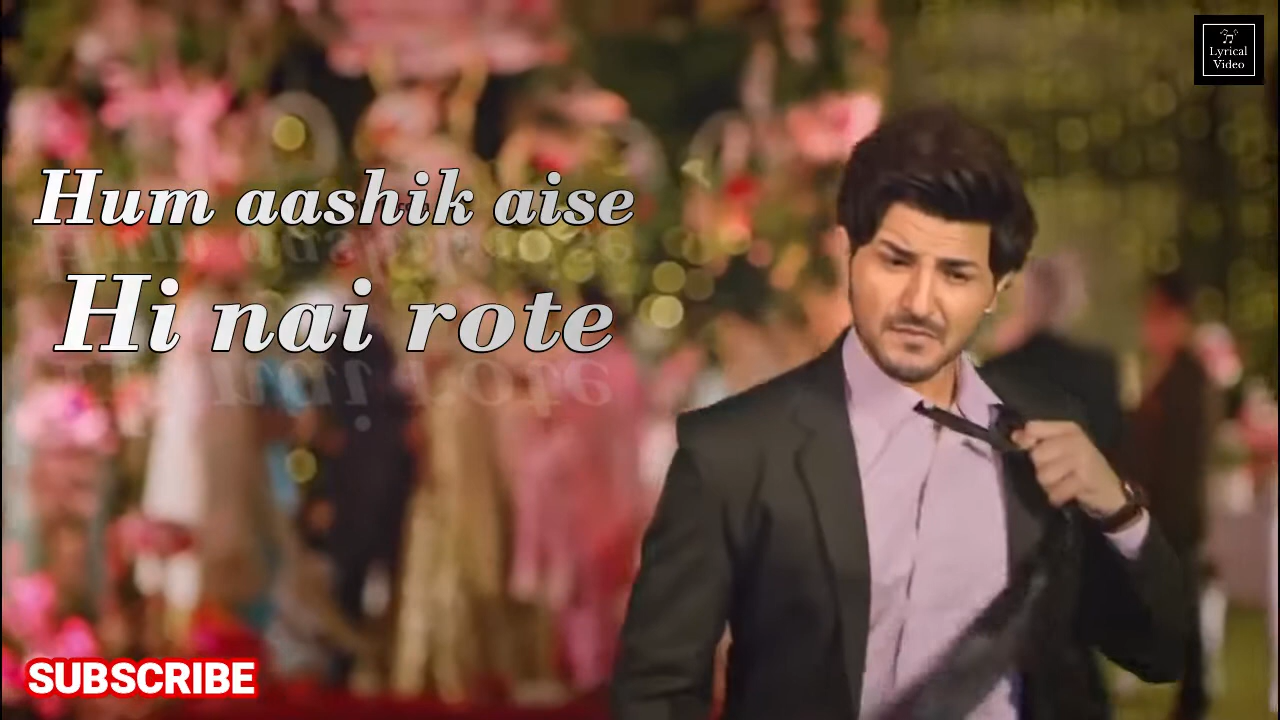 Lyrical
Video
Hum aashik aise
Hi nai rote
SUBSCRIBE